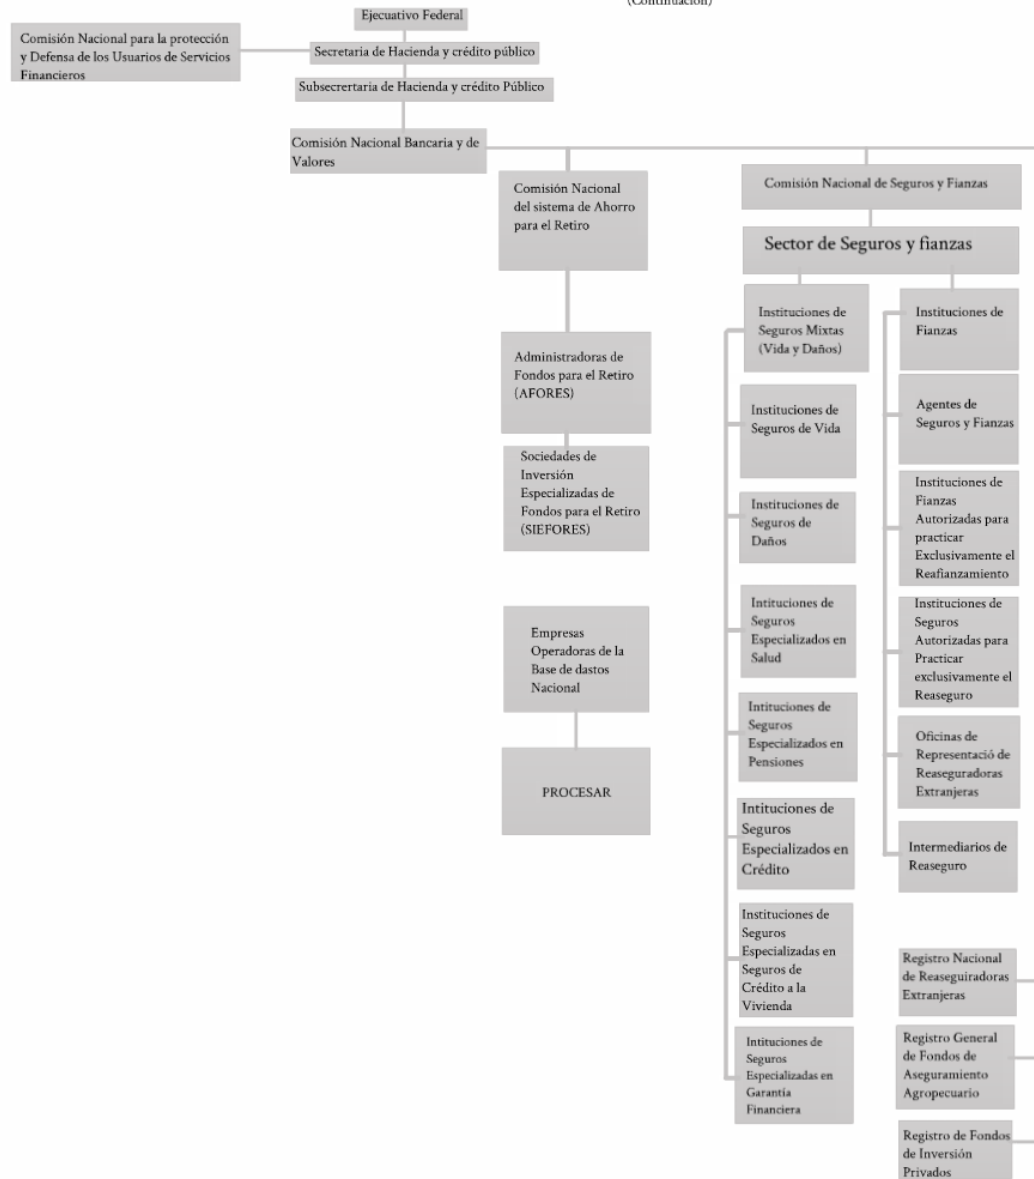 (Continuación)
Ejecuativo Federal
Comisión Nacional para la protección
y Defensa de los Usuarios de Servicios
Financieros
Secretaria de Hacienda y crédito público
Subsecrertaria de Hacienda y crédito Público
Comisión Nacional Bancaria y de
Valores
Comisión Nacional
del sistema de Ahorro
para el Retiro
Administradoras de
Fondos para el Retiro
(AFORES)
Sociedades de
Inversión
Especializadas de
Fondos para el Retiro
(SIEFORES)
Empresas
Operadoras de la
Base de dastos
Nacional
PROCESAR
Comisión Nacional de Seguros y Fianzas
Sector de Seguros y fianzas
Instituciones de
Seguros Mixtas
(Vida y Daños)
Instituciones de
Seguros de Vida
Instituciones de
Seguros de
Daños
Intituciones de
Seguros
Especializados en
Salud
Intituciones de
Seguros
Especializados en
Pensiones
Intituciones de
Seguros
Especializados en
Crédito
Instituciones de
Seguros
Especializadas en
Seguros de
Crédito a la
Vivienda
Intituciones de
Seguros
Especializadas en
Garantía
Financiera
Instituciones de
Fianzas
Agentes de
Seguros y Fianzas
Instituciones de
Fianzas
Autorizadas para
practicar
Exclusivamente el
Reafianzamiento
Instituciones de
Seguros
Autorizadas para
Practicar
exclusivamente el
Reaseguro
Oficinas de
Representació de
Reaseguradoras
Extranjeras
Intermediarios de
Reaseguro
Registro Nacional
de Reaseguiradoras
Extranjeras
Registro General
de Fondos de
Aseguramiento
Agropecuario
Registro de Fondos
de Inversión
Privados